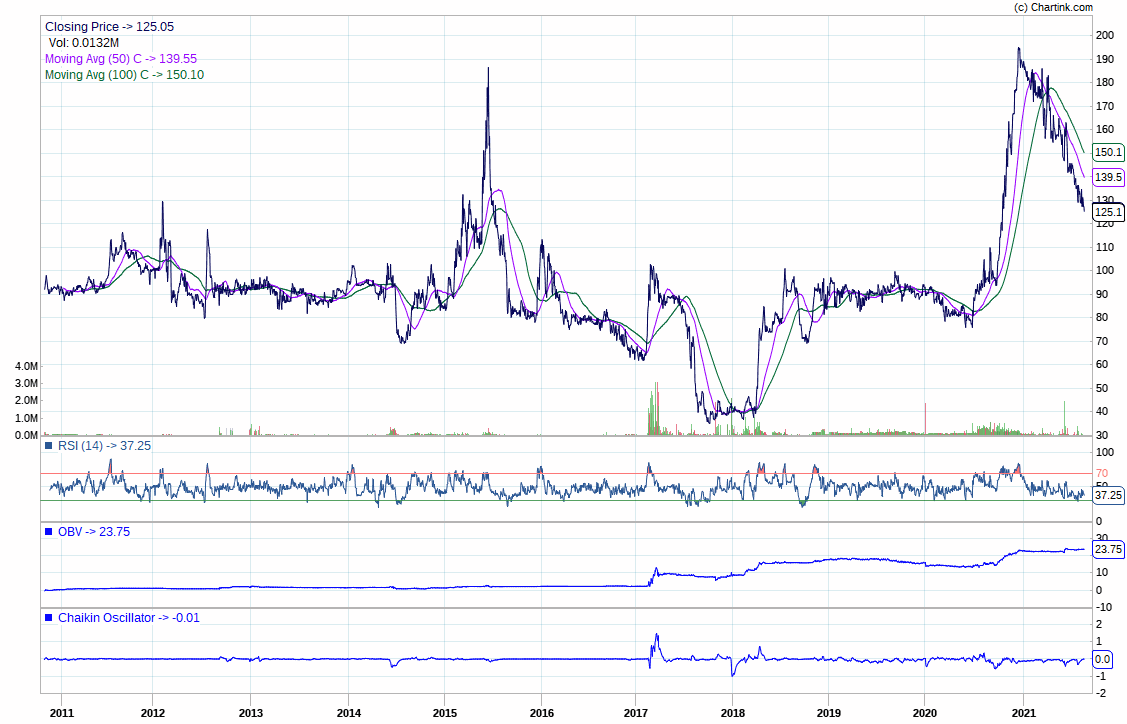 (c) Chartink.com
Closing Price -> 125.05
Vol: 0.0132M
Moving Avg (50) C -> 139.55
Moving Avg (100) C -> 150.10
200
190
180
170
160
150.1
139.5
130
125.1
120
110
100
90
80
70
60
50
40
30
4.0M
3.0M
2.0M
1.0M
0.0M
RSI (14) -> 37.25
100
70
50
37.25
0
OBV -> 23.75
30
23.75
10
0
-10
Chaikin Oscillator -> -0.01
2
1
0.0
-1
-2
2011 2012 2013 2014 2015 2016 2017 2018 2019 2020 2021